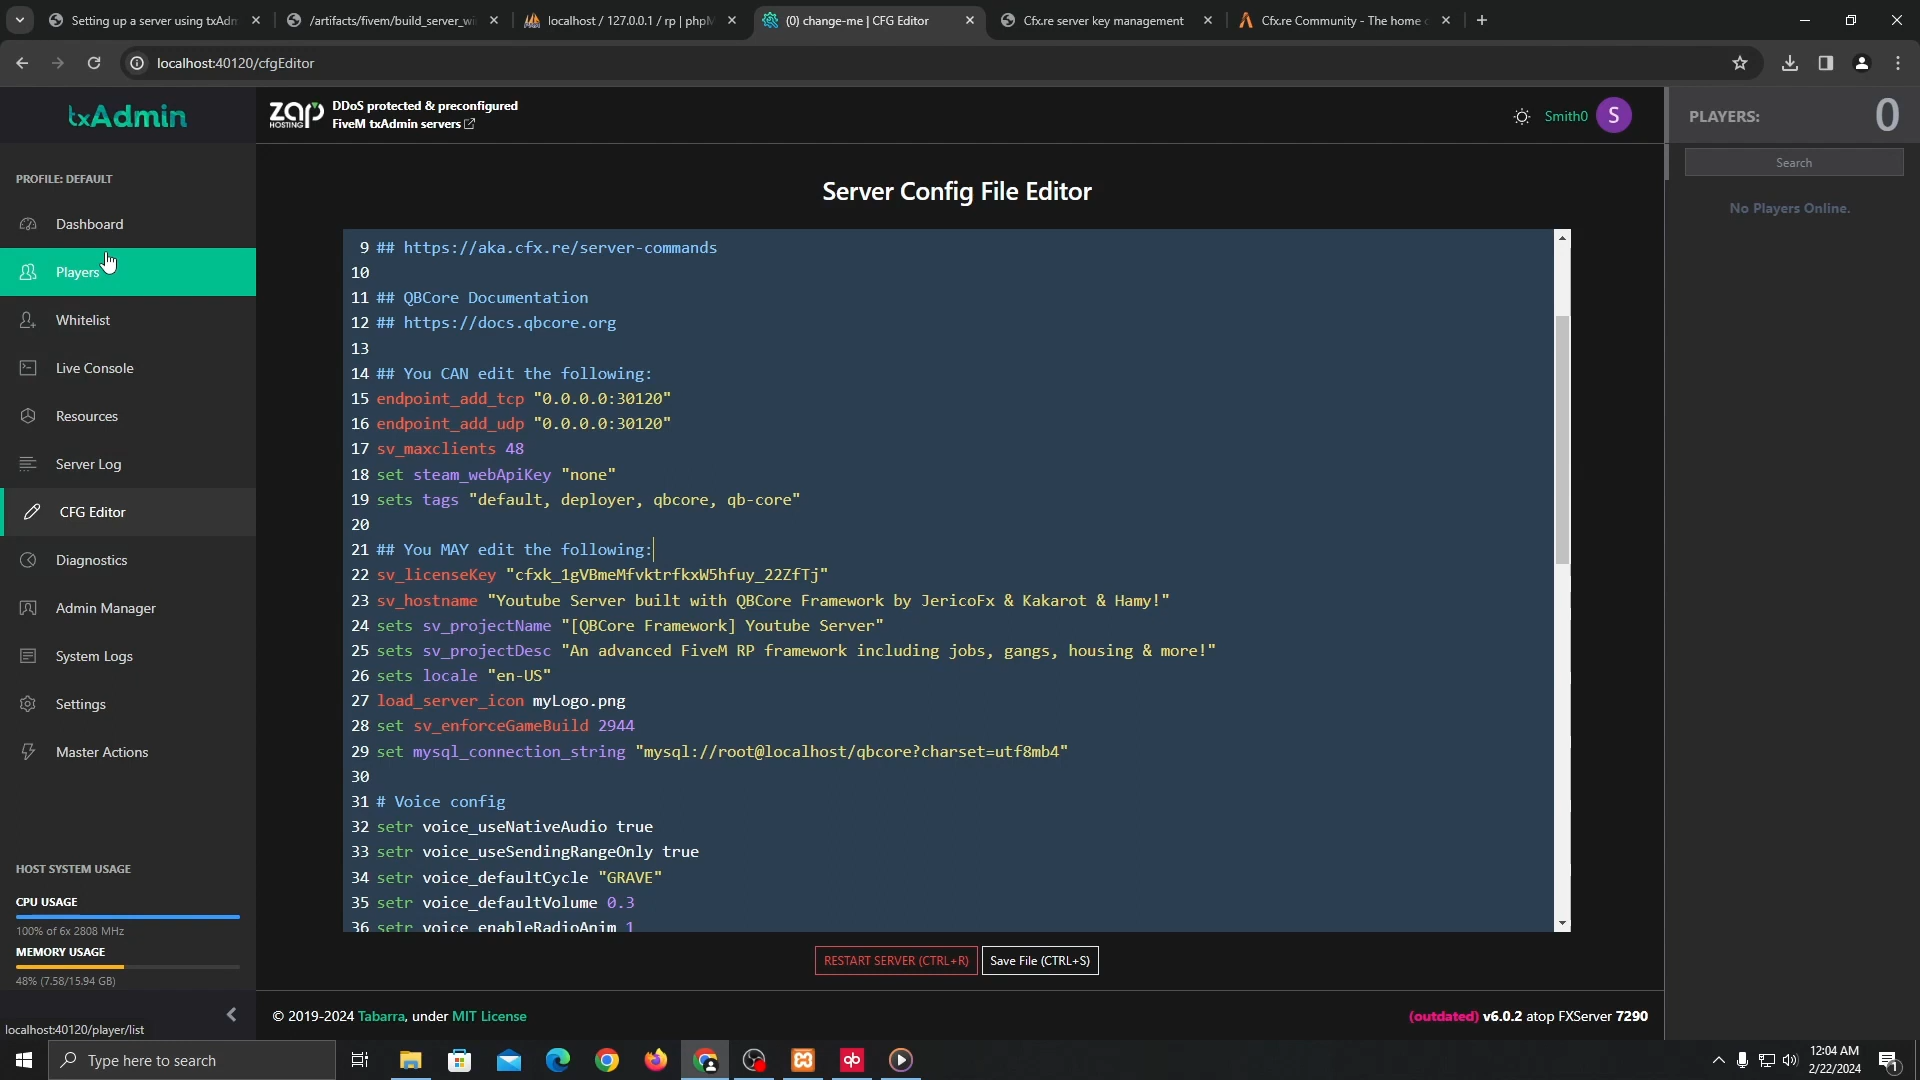 Setting up a server using txAdm
/artifacts/fivem/build_server_wi
localhost / 127.0.0.1 / rp | phpM
(0) change-me | CFG Editor
Cfx.re server key management
Cfx.re Community - The home
localhost:40120/cfgEditor
txAdmin
ZAP HOSTING
DDoS protected & preconfigured
FiveM txAdmin servers
Smith0
S
PLAYERS:
0
Search
No Players Online.
PROFILE: DEFAULT
Dashboard
Players
Whitelist
Live Console
Resources
Server Log
CFG Editor
Diagnostics
Admin Manager
System Logs
Settings
Master Actions
HOST SYSTEM USAGE
CPU USAGE
100% of 6x 2808 MHz
MEMORY USAGE
48% (7.58/15.94 GB)
localhost:40120/player/list
Server Config File Editor
9 ## https://aka.cfx.re/server-commands
10
11 ## QBCore Documentation
12 ## https://docs.qbcore.org
13
14 ## You CAN edit the following:
15 endpoint_add_tcp "0.0.0.0:30120"
16 endpoint_add_udp "0.0.0.0:30120"
17 sv_maxclients 48
18 set steam_webApiKey "none"
19 sets tags "default, deployer, qbcore, qb-core"
20
21 ## You MAY edit the following:
22 sv_licenseKey "cfxk_1gVBmeMfvktrfkxW5hfuy_22ZfTj"
23 sv_hostname "Youtube Server built with QBCore Framework by JericoFx & Kakarot & Hamy!"
24 sets sv_projectName "[QBCore Framework] Youtube Server"
25 sets sv_projectDesc "An advanced FiveM RP framework including jobs, gangs, housing & more!"
26 sets locale "en-US"
27 load_server_icon myLogo.png
28 set sv_enforceGameBuild 2944
29 set mysql_connection_string "mysql://root@localhost/qbcore?charset=utf8mb4"
30
31 # Voice config
32 setr voice_useNativeAudio true
33 setr voice_useSendingRangeOnly true
34 setr voice_defaultCycle "GRAVE"
35 setr voice_defaultVolume 0.3
36 setr voice_enableRadioAnim 1
RESTART SERVER (CTRL+R)
Save File (CTRL+S)
© 2019-2024 Tabarra, under MIT License
(outdated) v6.0.2 atop FXServer 7290
Type here to search
qb
12:04 AM
2/22/2024
1